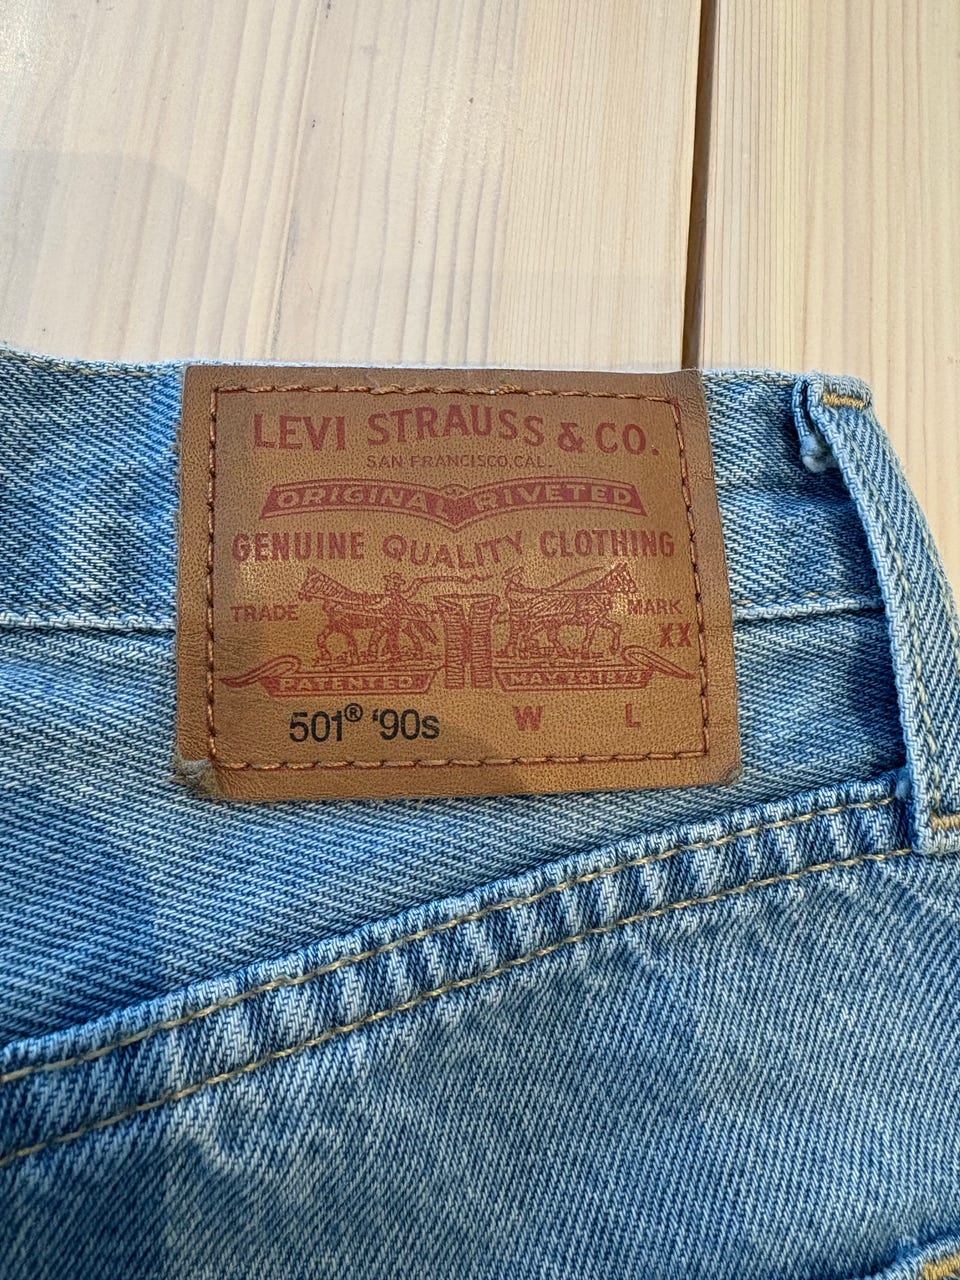 LEVI STRAUSS & CO.
SAN FRANCISCO, CAL.
ORIGINAL RIVETED
GENUINE QUALITY CLOTHING
TRADE MARK
XX
PATENTED MAY 20 1873
501® '90s W L